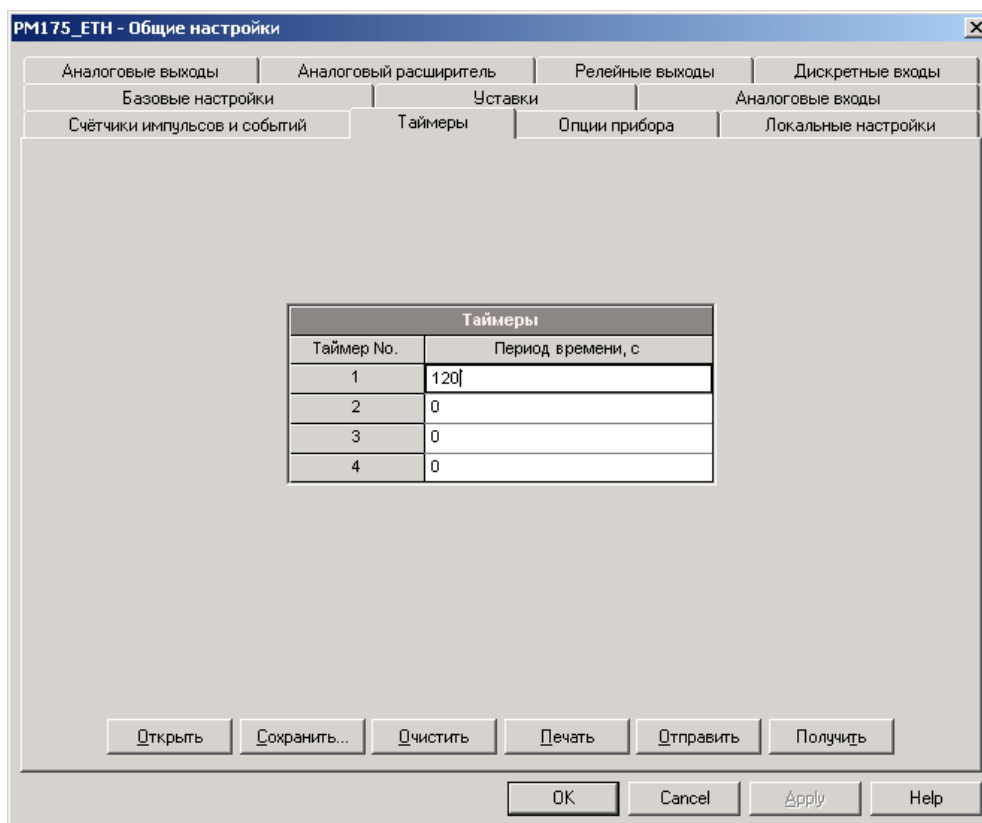 PM175_ETH - Общие настройки
Аналоговые выходы Аналоговый расширитель Релейные выходы Дискретные входы
Базовые настройки Уставки Аналоговые входы
Счётчики импульсов и событий Таймеры Опции прибора Локальные настройки
Таймеры
Таймер No. Период времени, с
1 120
2 0
3 0
4 0
Открыть Сохранить... Очистить Печать Отправить Получить
OK Cancel Apply Help